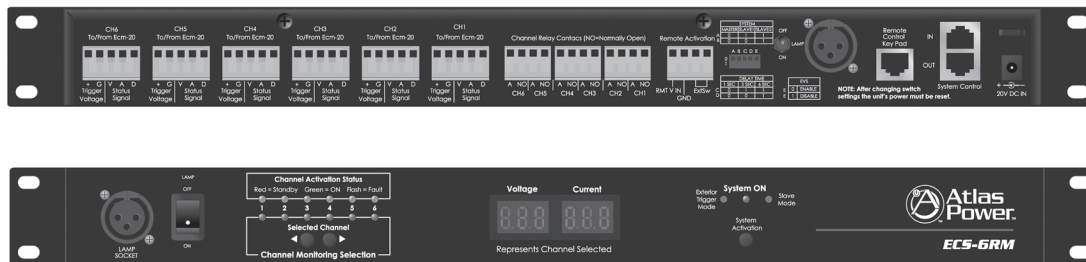 CH6 CH5 CH4 CH3 CH2 CH1
To/From Ecm-20 To/From Ecm-20 To/From Ecm-20 To/From Ecm-20 To/From Ecm-20 To/From Ecm-20
+ G V A D + G V A D + G V A D + G V A D + G V A D + G V A D
Trigger Status Trigger Status Trigger Status Trigger Status Trigger Status Trigger Status
Voltage Signal Voltage Signal Voltage Signal Voltage Signal Voltage Signal Voltage Signal
Channel Relay Contacs (NO=Normally Open)
A NO A NO A NO A NO A NO A NO
CH6 CH5 CH4 CH3 CH2 CH1
Remote Activation
RMT V IN ExtSw
GND
SYSTEM
MASTER SLAVE1 SLAVE2
A B C D E
DELAY TIME
OFF
LAMP
ON
EVS
E 0 ENABLE
E 1 DISABLE
Remote
Control
Key Pad
NOTE: After changing switch
settings the unit's power must be reset.
IN
OUT
System Control
20V DC IN
LAMP
SOCKET
LAMP
OFF
ON
Channel Activation Status
Red = Standby Green = ON Flash = Fault
1 2 3 4 5 6
Selected Channel
Channel Monitoring Selection
Voltage Current
Represents Channel Selected
Exterior
Trigger
Mode
System ON
Slave
Mode
System
Activation
Atlas
Power
ECS-6RM